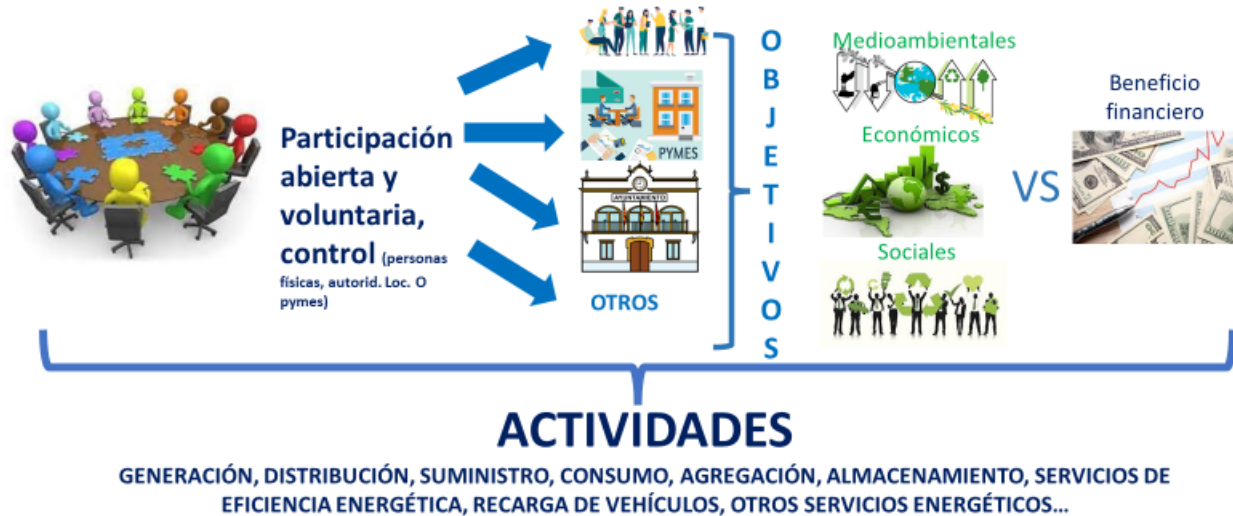 Participación
abierta y
voluntaria,
control (personas
físicas, autorid. Loc. O
pymes)
PYMES
AYUNTAMIENTO
OTROS
OBJETIVOS
Medioambientales
Económicos
$
Sociales
VS
Beneficio
financiero
ACTIVIDADES
GENERACIÓN, DISTRIBUCIÓN, SUMINISTRO, CONSUMO, AGREGACIÓN, ALMACENAMIENTO, SERVICIOS DE
EFICIENCIA ENERGÉTICA, RECARGA DE VEHÍCULOS, OTROS SERVICIOS ENERGÉTICOS...